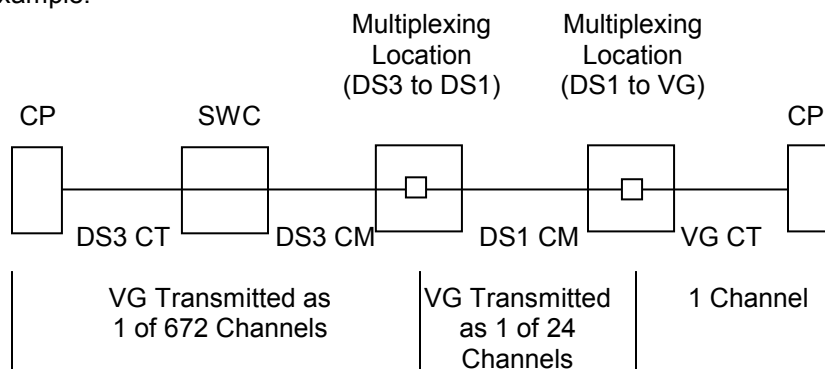 xample:
Multiplexing
Location
(DS3 to DS1)
Multiplexing
Location
(DS1 to VG)
CP
SWC
CP
DS3 CT
DS3 CM
DS1 CM
VG CT
VG Transmitted as
1 of 672 Channels
VG Transmitted
as 1 of 24
Channels
1 Channel